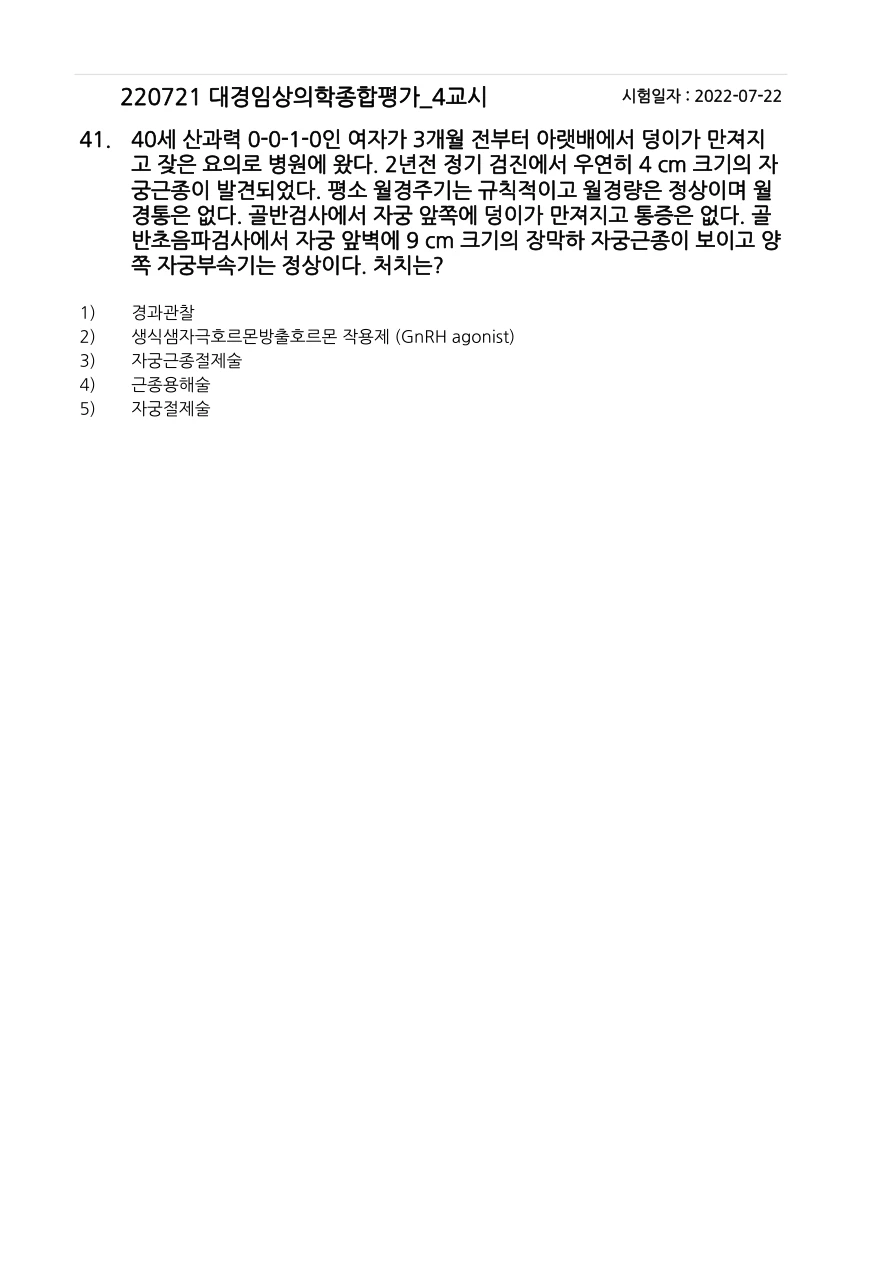 220721 대경임상의학종합평가_4교시 시험일자 : 2022-07-22
41. 40세 산과력 0-0-1-0인 여자가 3개월 전부터 아랫배에서 덩이가 만져지
고 잦은 요의로 병원에 왔다. 2년전 정기 검진에서 우연히 4 cm 크기의 자
궁근종이 발견되었다. 평소 월경주기는 규칙적이고 월경량은 정상이며 월
경통은 없다. 골반검사에서 자궁 앞쪽에 덩이가 만져지고 통증은 없다. 골
반초음파검사에서 자궁 앞벽에 9 cm 크기의 장막하 자궁근종이 보이고 양
쪽 자궁부속기는 정상이다. 처치는?
1) 경과관찰
2) 생식샘자극호르몬방출호르몬 작용제 (GnRH agonist)
3) 자궁근종절제술
4) 근종용해술
5) 자궁절제술